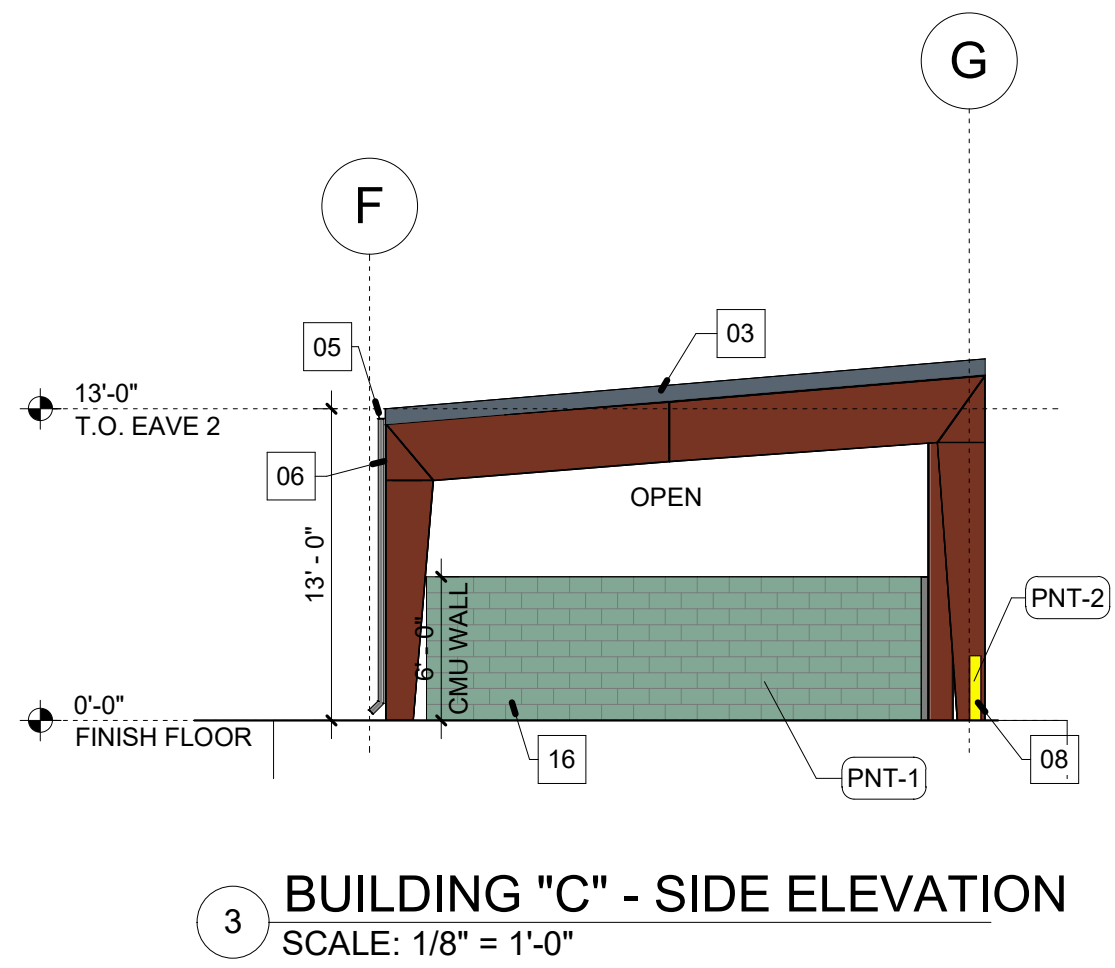 G
F
05
03
13'-0"
T.O. EAVE 2
06
OPEN
13' - 0"
6' - 0"
CMU WALL
PNT-2
0'-0"
FINISH FLOOR
16
PNT-1
08
3
BUILDING "C" - SIDE ELEVATION
SCALE: 1/8" = 1'-0"